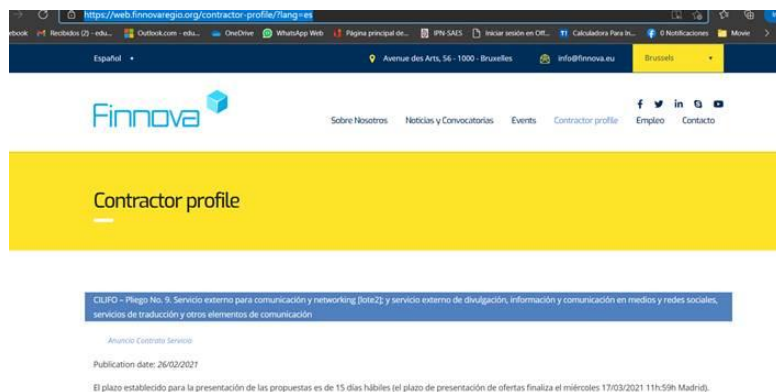 https://web.finnovaregio.org/contractor-profile/?lang=es
ebook Recibidos (2) - edu... Outlook.com - edu... OneDrive WhatsApp Web Página principal de... IPN-SAES Iniciar sesión en Off... Calculadora Para In... 0 Notificaciones Movie
Español Avenue des Arts, 56 - 1000 - Bruxelles info@finnova.eu Brussels
Finnova
Sobre Nosotros Noticias y Convocatorias Events Contractor profile Empleo Contacto
Contractor profile
CILIFO – Pliego No. 9. Servicio externo para comunicación y networking [lote2]; y servicio externo de divulgación, información y comunicación en medios y redes sociales,
servicios de traducción y otros elementos de comunicación
Anuncio Contrato Servicio
Publication date: 26/02/2021
El plazo establecido para la presentación de las propuestas es de 15 días hábiles (el plazo de presentación de ofertas finaliza el miércoles 17/03/2021 11h:59h Madrid).